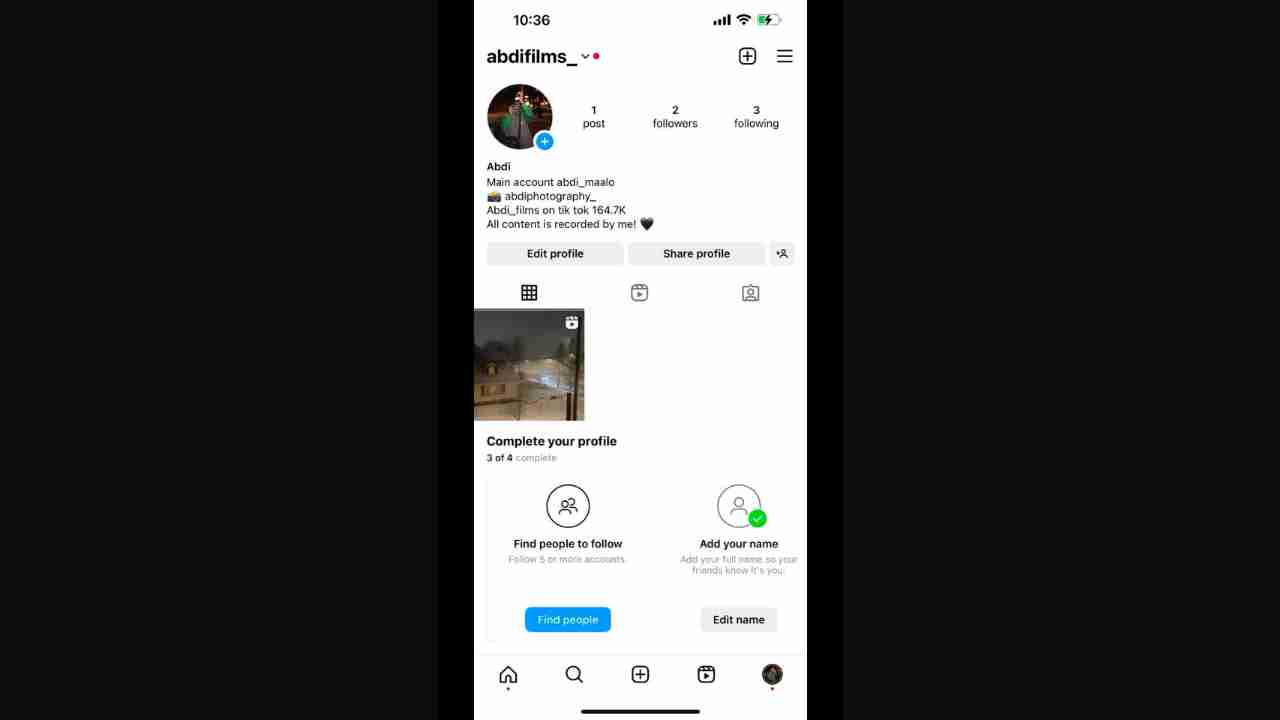 10:36
abdifilms_
1 2 3
post followers following
Abdi
Main account abdi_maalo
📸 abdiphotography_
Abdi_films on tik tok 164.7K
All content is recorded by me! 🖤
Edit profile Share profile
Complete your profile
3 of 4 complete
Find people to follow Add your name
Follow 5 or more accounts. Add your full name so your
friends know it's you.
Find people Edit name